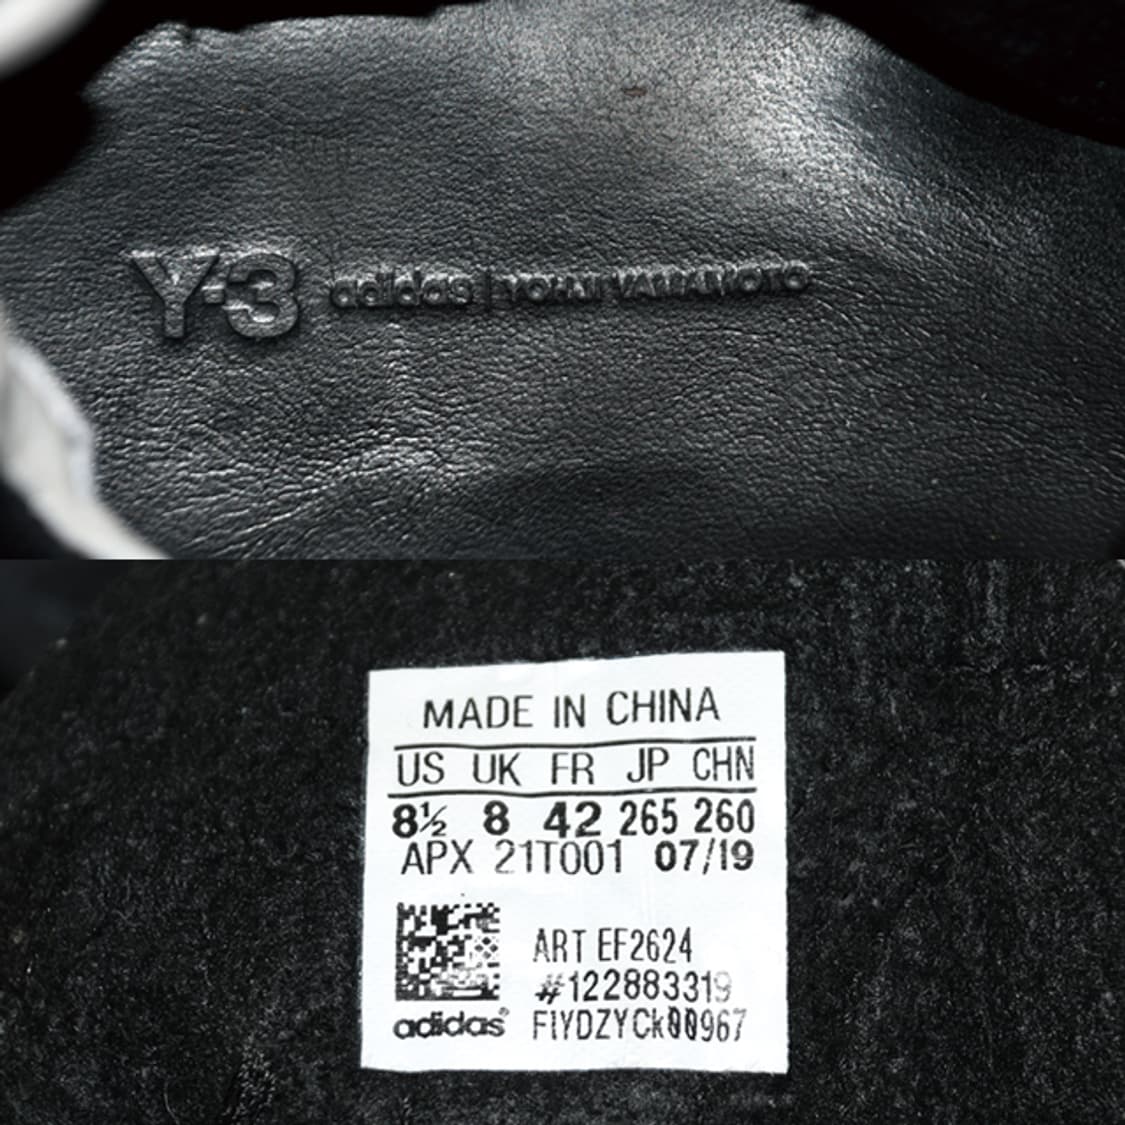 Y-3 adidas | YOHJI YAMAMOTO
MADE IN CHINA
US UK FR JP CHN
8½ 8 42 265 260
APX 21T001 07/19
ART EF2624
#122883319
adidas® FIYDZYCk00967